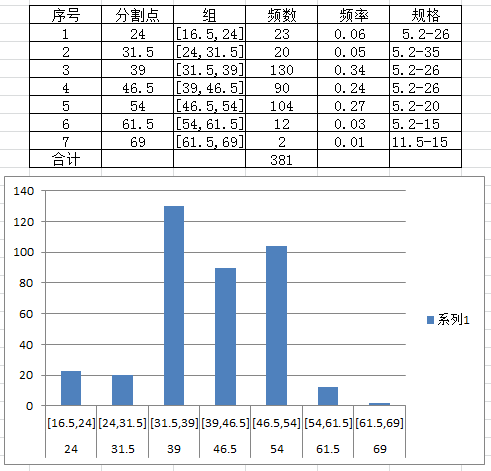 序号 分割点 组 频数 频率 规格
1 24 [16.5,24] 23 0.06 5.2-26
2 31.5 [24,31.5] 20 0.05 5.2-35
3 39 [31.5,39] 130 0.34 5.2-26
4 46.5 [39,46.5] 90 0.24 5.2-26
5 54 [46.5,54] 104 0.27 5.2-20
6 61.5 [54,61.5] 12 0.03 5.2-15
7 69 [61.5,69] 2 0.01 11.5-15
合计 381
140
120
100
80
60
40
20
0
系列1
[16.5,24] [24,31.5] [31.5,39] [39,46.5] [46.5,54] [54,61.5] [61.5,69]
24 31.5 39 46.5 54 61.5 69